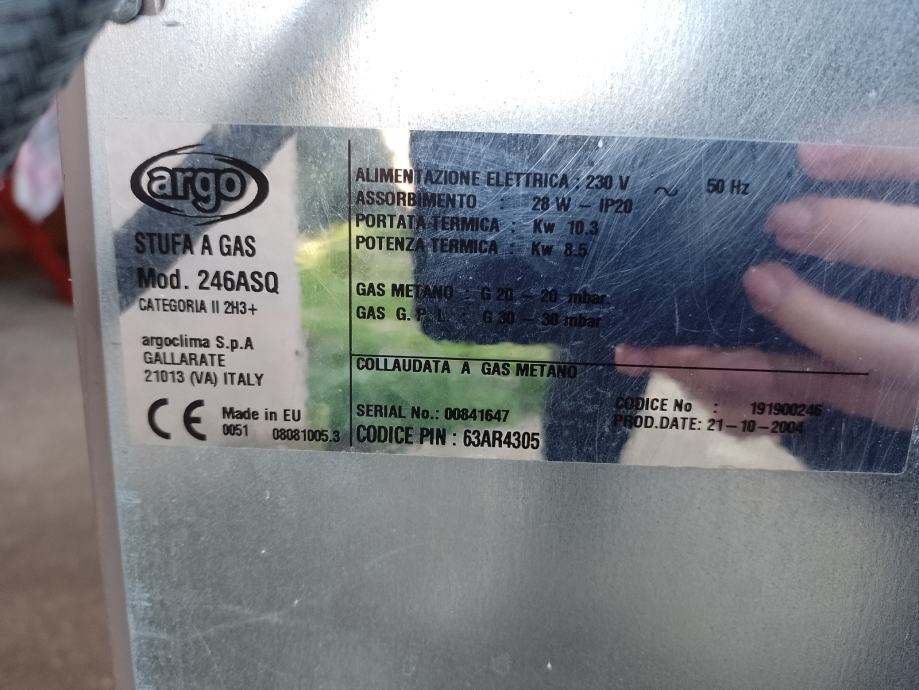 argo
STUFA A GAS
Mod. 246ASQ
CATEGORIA II 2H3+
argoclima S.p.A
GALLARATE
21013 (VA) ITALY
CE Made in EU
0051 08081005.3
ALIMENTAZIONE ELETTRICA : 230 V ~ 50 Hz
ASSORBIMENTO : 28 W - IP20
PORTATA TERMICA : Kw 10.3
POTENZA TERMICA : Kw 8.5
GAS METANO : G 20 - 20 mbar
GAS G. P. L. : G 30 - 30 mbar
COLLAUDATA A GAS METANO
SERIAL No.: 00841647
CODICE PIN : 63AR4305
CODICE No : 191900246
PROD.DATE: 21-10-2004